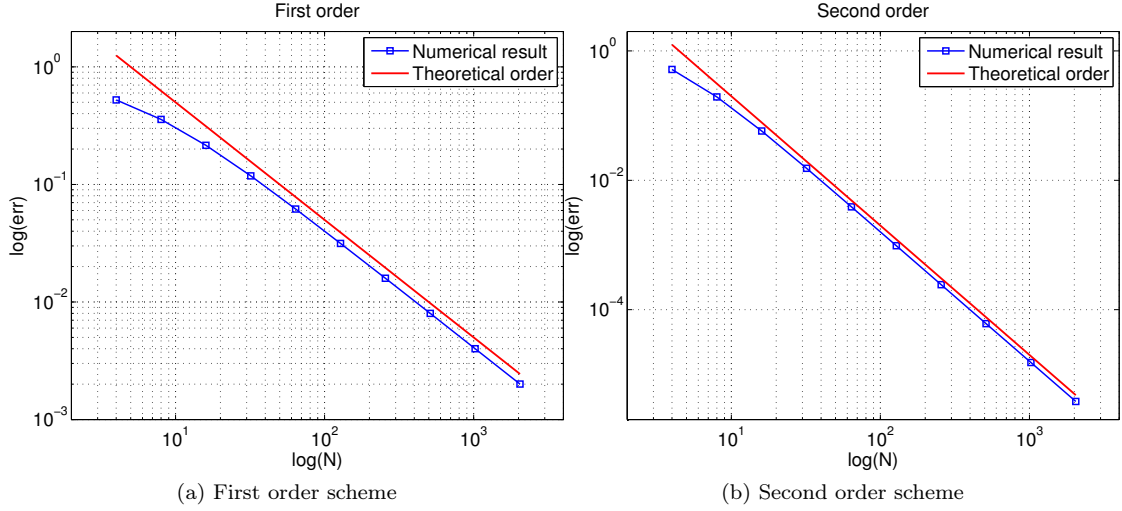 First order
Numerical result
Theoretical order
10^0
10^-1
10^-2
10^-3
log(err)
10^1
10^2
10^3
log(N)
(a) First order scheme
Second order
Numerical result
Theoretical order
10^0
10^-2
10^-4
log(err)
10^1
10^2
10^3
log(N)
(b) Second order scheme